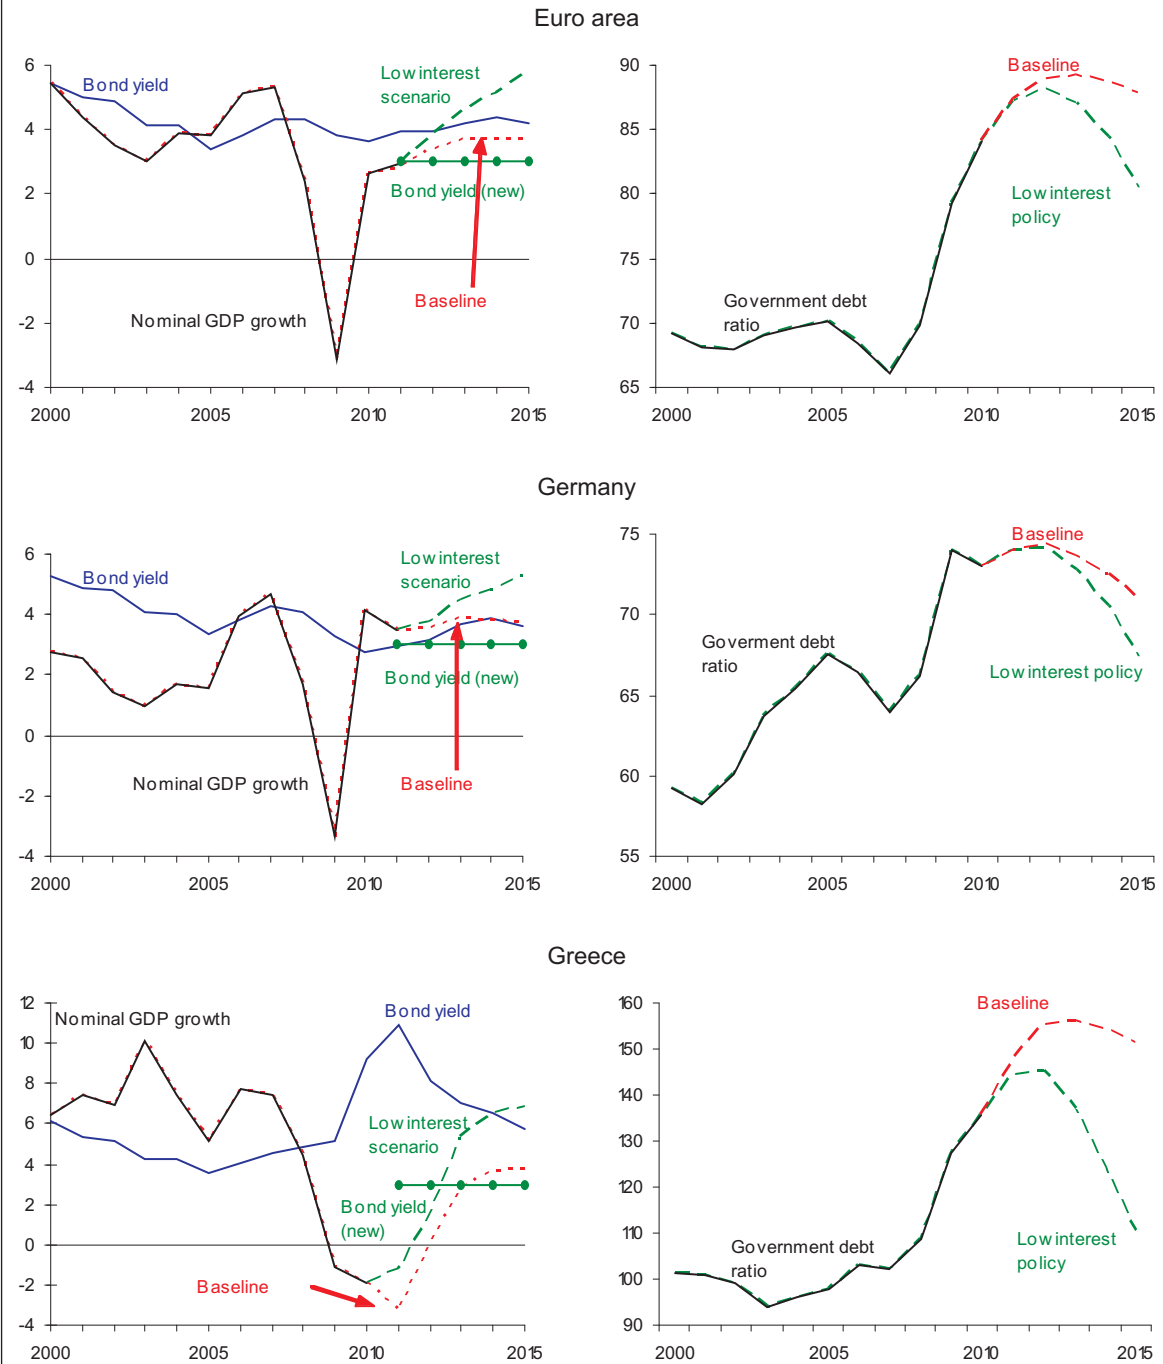 Euro area
6
4
2
0
-2
-4
2000
2005
2010
2015
Bond yield
Low interest
scenario
Bond yield (new)
Baseline
Nominal GDP growth
90
85
80
75
70
65
2000
2005
2010
2015
Baseline
Low interest
policy
Government debt
ratio
Germany
6
4
2
0
-2
-4
2000
2005
2010
2015
Bond yield
Low interest
scenario
Bond yield (new)
Nominal GDP growth
Baseline
75
70
65
60
55
2000
2005
2010
2015
Baseline
Goverment debt
ratio
Low interest policy
Greece
12
10
8
6
4
2
0
-2
-4
2000
2005
2010
2015
Nominal GDP growth
Bond yield
Low interest
scenario
Bond yield
(new)
Baseline
160
150
140
130
120
110
100
90
2000
2005
2010
2015
Baseline
Government debt
ratio
Low interest
policy